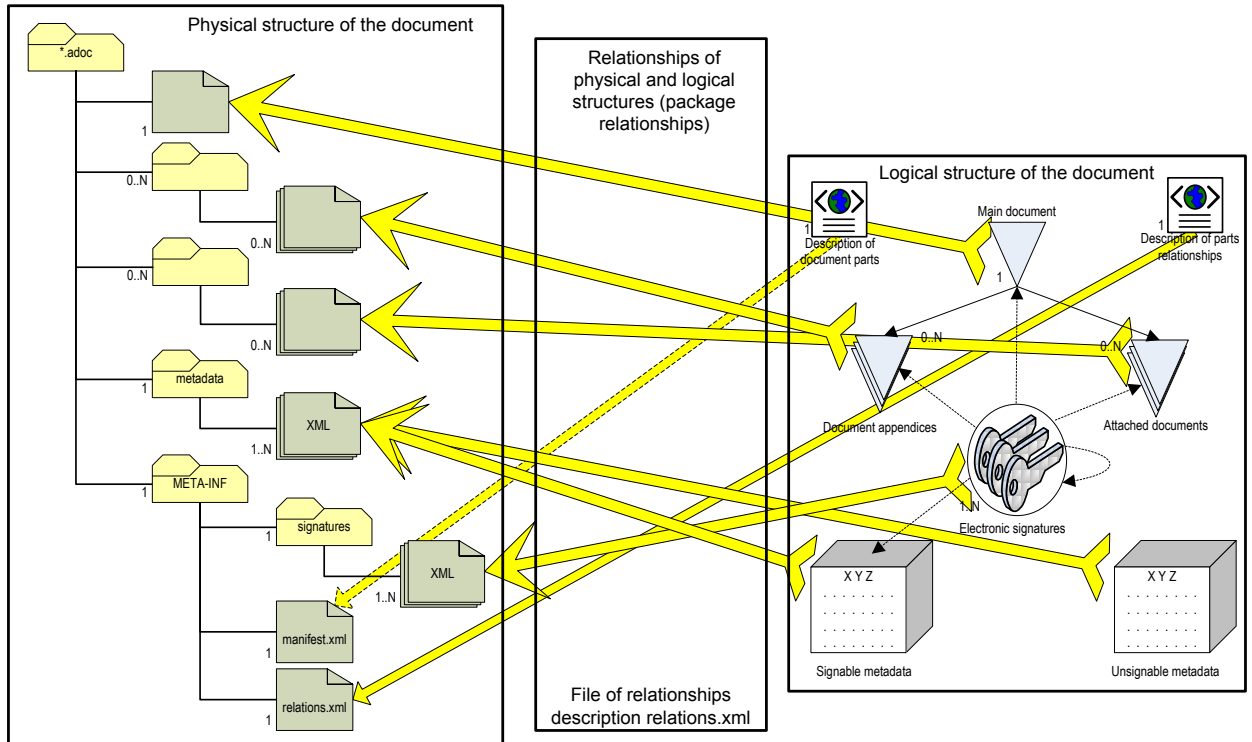 Physical structure of the document
*.adoc
1
0..N
0..N
0..N
0..N
metadata
1
XML
1..N
META-INF
1
signatures
1
XML
1..N
manifest.xml
1
relations.xml
1
Relationships of
physical and logical
structures (package
relationships)
File of relationships
description relations.xml
Logical structure of the document
1
Description of
document parts
Main document
1
1
Description of parts
relationships
0..N
0..N
Document appendices
Attached documents
1..N
Electronic signatures
X Y Z
Signable metadata
X Y Z
Unsignable metadata